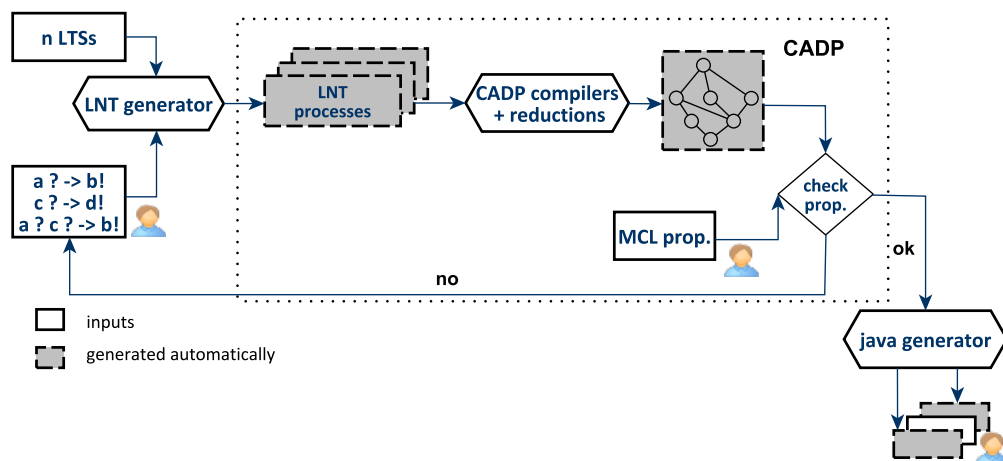 n LTSs
CADP
LNT generator
LNT
processes
CADP compilers
+ reductions
a ? -> b!
c ? -> d!
a ? c ? -> b!
check
prop.
MCL prop.
ok
no
inputs
generated automatically
java generator